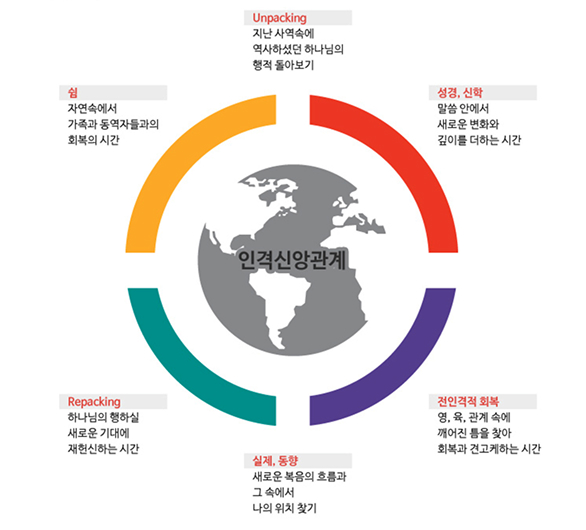 Unpacking
지난 사역속에
역사하셨던 하나님의
행적 돌아보기
쉼
자연속에서
가족과 동역자들과의
회복의 시간
성경, 신학
말씀 안에서
새로운 변화와
깊이를 더하는 시간
인격신앙관계
Repacking
하나님의 행하실
새로운 기대에
재헌신하는 시간
전인격적 회복
영, 육, 관계 속에
깨어진 틈을 찾아
회복과 견고케하는 시간
실제, 동향
새로운 복음의 흐름과
그 속에서
나의 위치 찾기